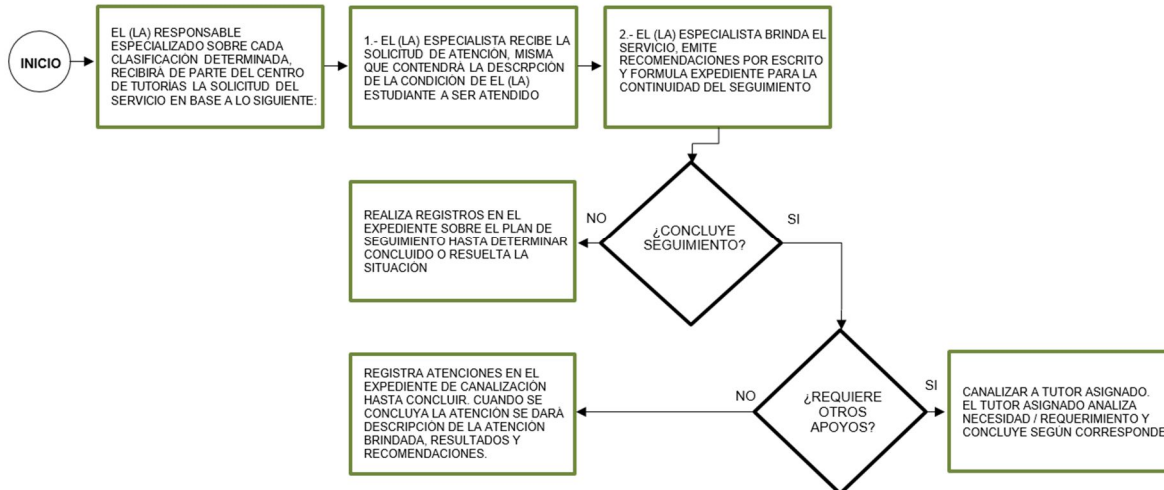 INICIO
EL (LA) RESPONSABLE
ESPECIALIZADO SOBRE CADA
CLASIFICACIÓN DETERMINADA,
RECIBIRÁ DE PARTE DEL CENTRO
DE TUTORÍAS LA SOLICITUD DEL
SERVICIO EN BASE A LO SIGUIENTE:
1.- EL (LA) ESPECIALISTA RECIBE LA
SOLICITUD DE ATENCIÓN, MISMA
QUE CONTENDRÁ LA DESCRPCIÓN
DE LA CONDICIÓN DE EL (LA)
ESTUDIANTE A SER ATENDIDO
2.- EL (LA) ESPECIALISTA BRINDA EL
SERVICIO, EMITE
RECOMENDACIONES POR ESCRITO
Y FORMULA EXPEDIENTE PARA LA
CONTINUIDAD DEL SEGUIMIENTO
¿CONCLUYE
SEGUIMIENTO?
NO
SI
REALIZA REGISTROS EN EL
EXPEDIENTE SOBRE EL PLAN DE
SEGUIMIENTO HASTA DETERMINAR
CONCLUIDO O RESUELTA LA
SITUACIÓN
¿REQUIERE
OTROS
APOYOS?
NO
SI
REGISTRA ATENCIONES EN EL
EXPEDIENTE DE CANALIZACIÓN
HASTA CONCLUIR. CUANDO SE
CONCLUYA LA ATENCIÓN SE DARÁ
DESCRIPCIÓN DE LA ATENCIÓN
BRINDADA, RESULTADOS Y
RECOMENDACIONES.
CANALIZAR A TUTOR ASIGNADO.
EL TUTOR ASIGNADO ANALIZA
NECESIDAD / REQUERIMIENTO Y
CONCLUYE SEGÚN CORRESPONDE